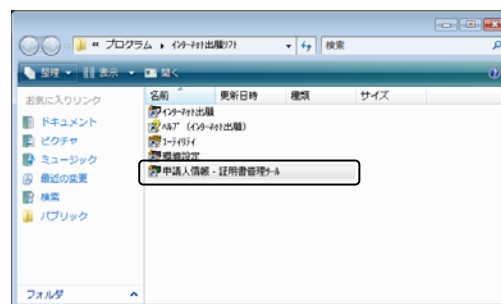 « プログラム ▸ ｲﾝﾀｰﾈｯﾄ出願ｿﾌﾄ
検索
整理 表示 開く
お気に入りリンク
ドキュメント
ピクチャ
ミュージック
最近の変更
検索
パブリック
フォルダ
名前 更新日時 種類 サイズ
ｲﾝﾀｰﾈｯﾄ出願
ﾍﾙﾌﾟ (ｲﾝﾀｰﾈｯﾄ出願)
ﾕｰﾃｨﾘﾃｨ
環境設定
申請人情報・証明書管理ﾂｰﾙ